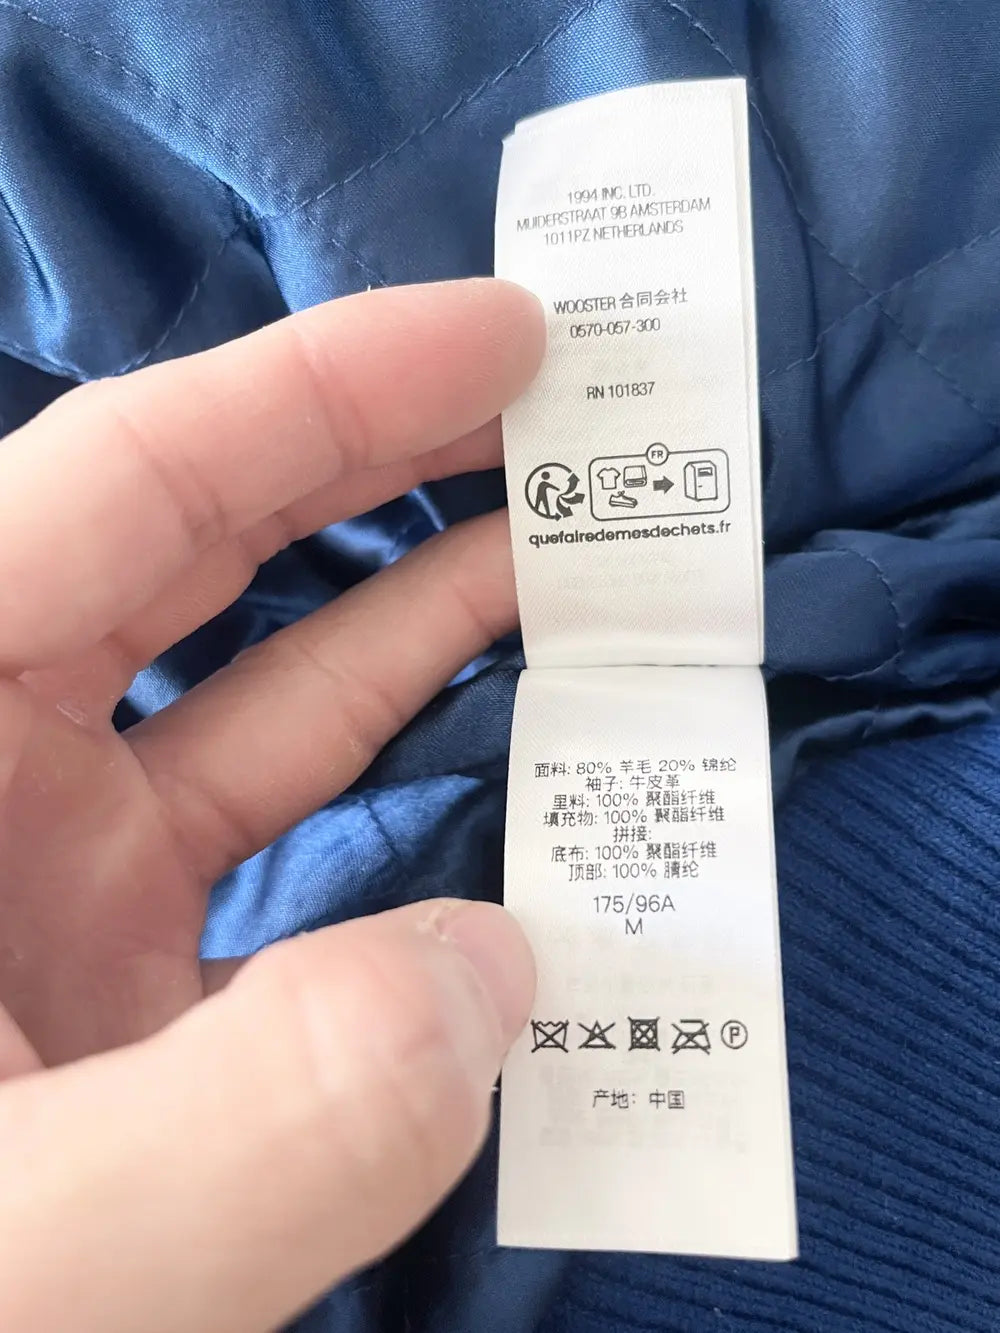 1994 INC. LTD.
MUIDERSTRAAT 9B AMSTERDAM
1011PZ NETHERLANDS
WOOSTER 合同会社
0570-057-300
RN 101837
FR
quefairedemesdechets.fr
面料: 80% 羊毛 20% 锦纶
袖子: 牛皮革
里料: 100% 聚酯纤维
填充物: 100% 聚酯纤维
拼接:
底布: 100% 聚酯纤维
顶部: 100% 腈纶
175/96A
M
P
产地: 中国